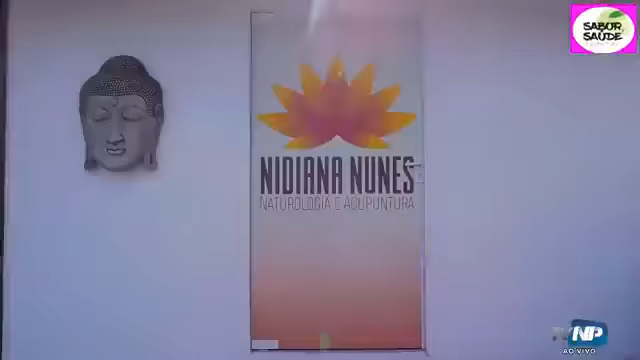 SABOR,
SAÚDE
NIDIANA NUNES
NATUROLOGIA E ACUPUNTURA
NP
AO VIVO